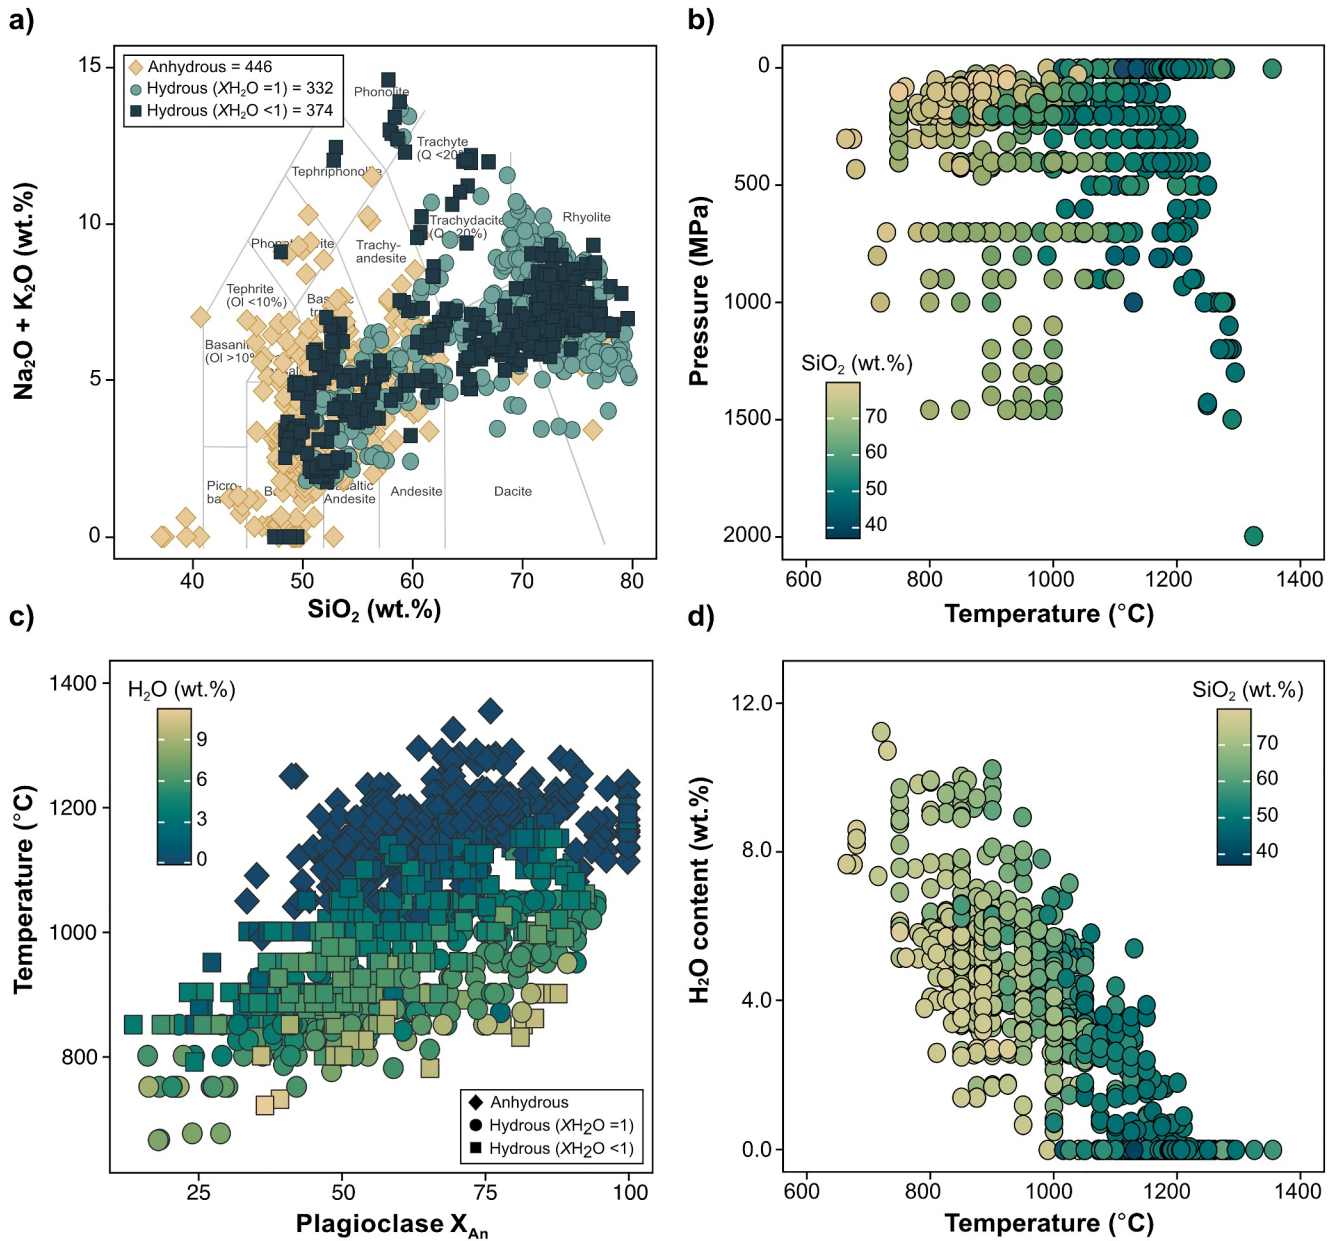 a)
Anhydrous = 446
Hydrous (XH2O =1) = 332
Hydrous (XH2O <1) = 374
15
10
5
0
Na2O + K2O (wt.%)
Phonolite
Trachyte
(Q <20%)
Tephriphonolite
Trachydacite
(Q >20%)
Rhyolite
Trachy-
andesite
Tephrite
(Ol <10%)
Basanite
(Ol >10%)
Andesite
Andesite
Dacite
40
50
60
70
80
SiO2 (wt.%)
b)
0
500
1000
1500
2000
Pressure (MPa)
SiO2 (wt.%)
70
60
50
40
600
800
1000
1200
1400
Temperature (°C)
c)
H2O (wt.%)
9
6
3
0
1400
1200
1000
800
Temperature (°C)
Anhydrous
Hydrous (XH2O =1)
Hydrous (XH2O <1)
25
50
75
100
Plagioclase XAn
d)
SiO2 (wt.%)
70
60
50
40
12.0
8.0
4.0
0.0
H2O content (wt.%)
600
800
1000
1200
1400
Temperature (°C)